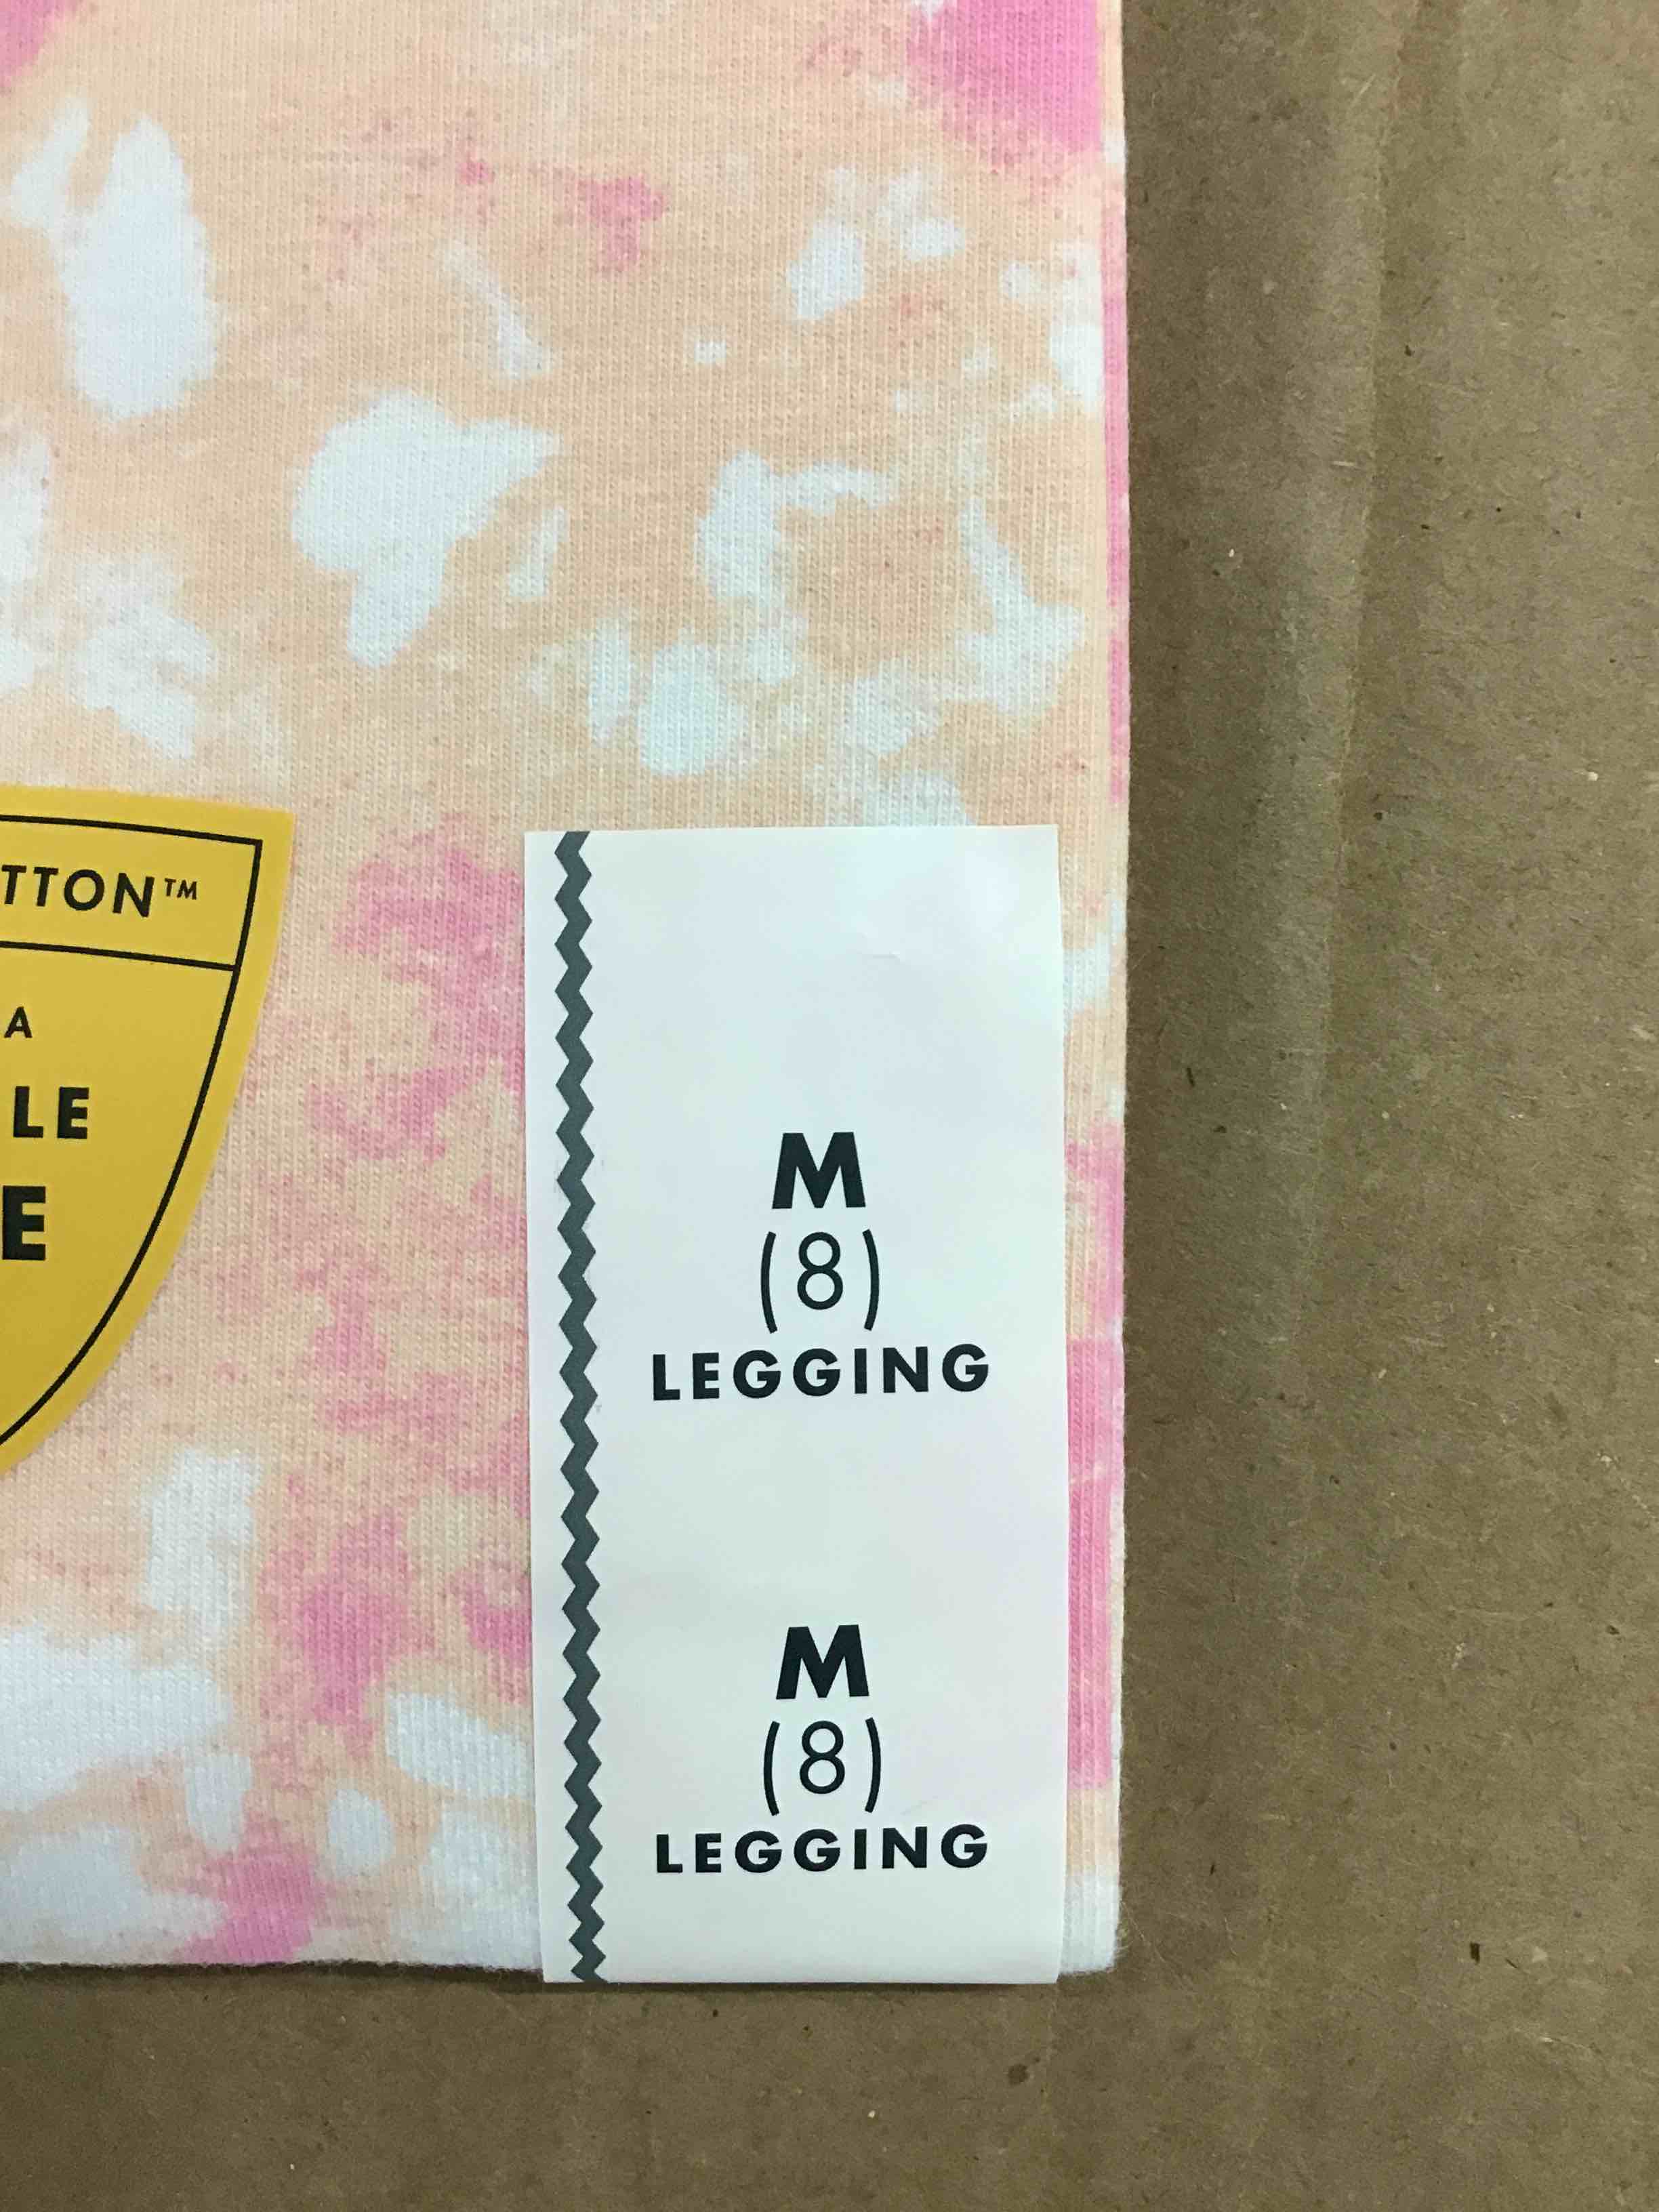 TTON™
A
LE
E
M
(8)
LEGGING
M
(8)
LEGGING